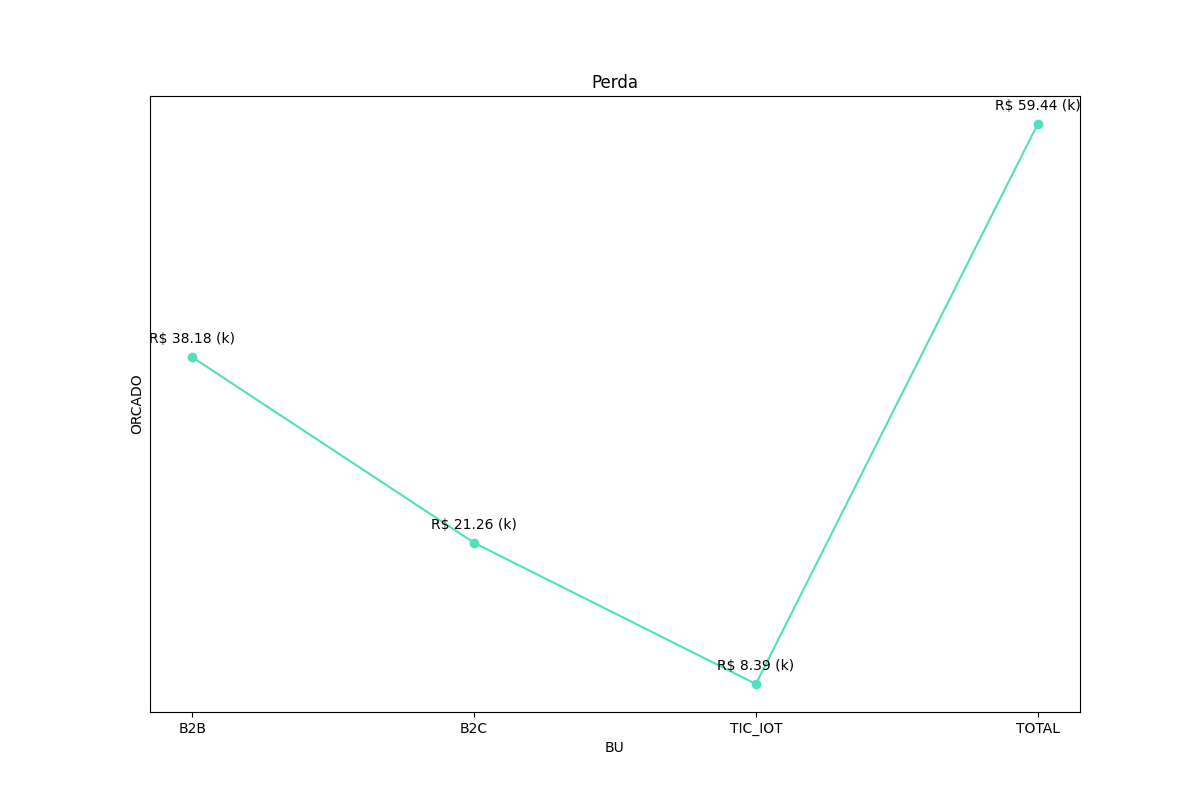 Perda
R$ 59.44 (k)
R$ 38.18 (k)
ORCADO
R$ 21.26 (k)
R$ 8.39 (k)
B2B
B2C
TIC_IOT
TOTAL
BU